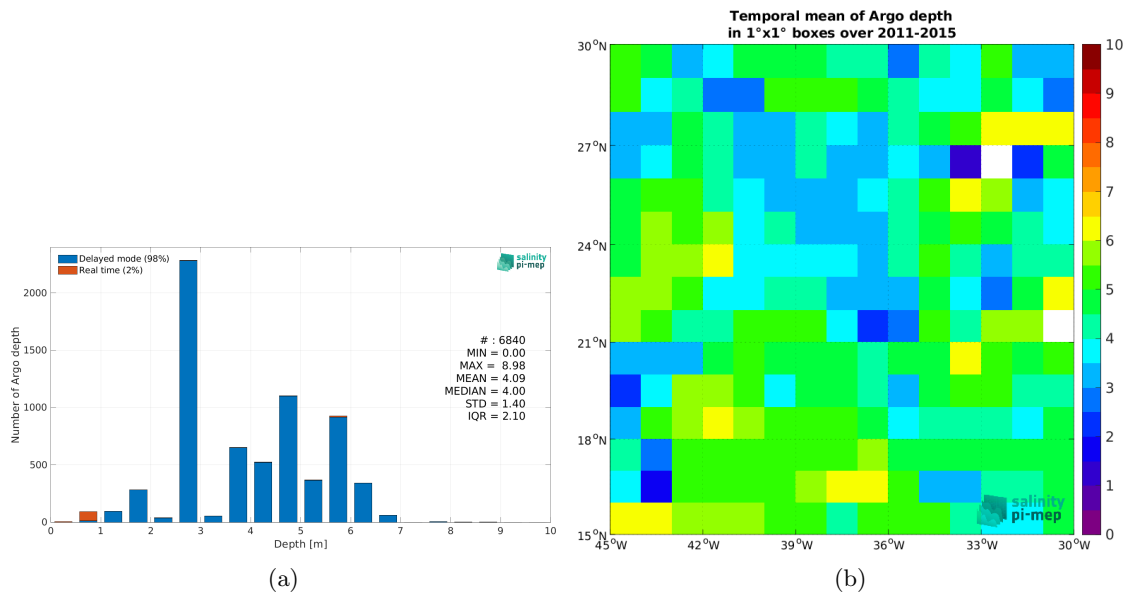 Delayed mode (98%)
Real time (2%)
salinity
pi-mep
# : 6840
MIN = 0.00
MAX = 8.98
MEAN = 4.09
MEDIAN = 4.00
STD = 1.40
IQR = 2.10
Number of Argo depth
2000
1500
1000
500
0
0 1 2 3 4 5 6 7 8 9 10
Depth [m]
(a)
Temporal mean of Argo depth
in 1°x1° boxes over 2011-2015
30°N
27°N
24°N
21°N
18°N
15°N
45°W 42°W 39°W 36°W 33°W 30°W
salinity
pi-mep
10
9
8
7
6
5
4
3
2
1
0
(b)